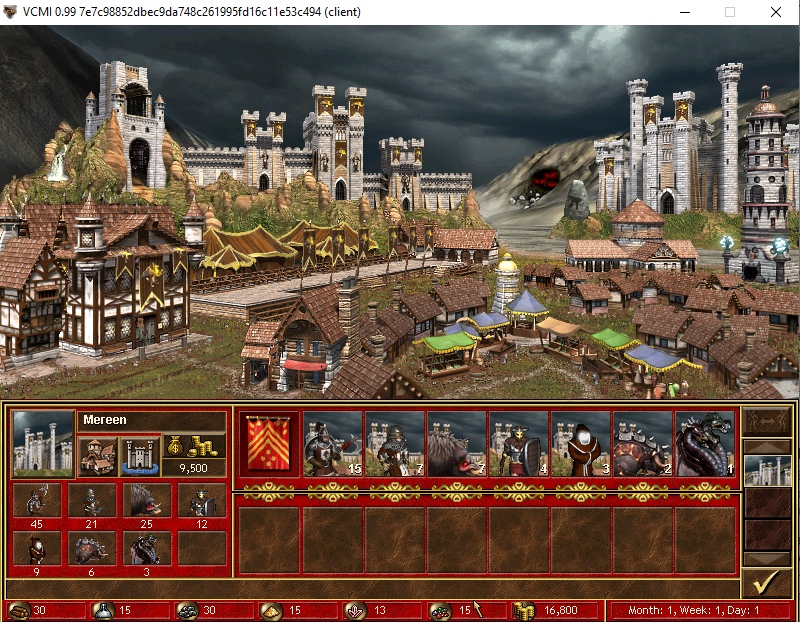 VCMI 0.99 7e7c98852dbec9da748c261995fd16c11e53c494 (client)
Mereen
9,500
15 7 7 4 3 2 1
45 21 25 12
9 6 3
30 15 30 15 13 15 16,800 Month: 1, Week: 1, Day: 1